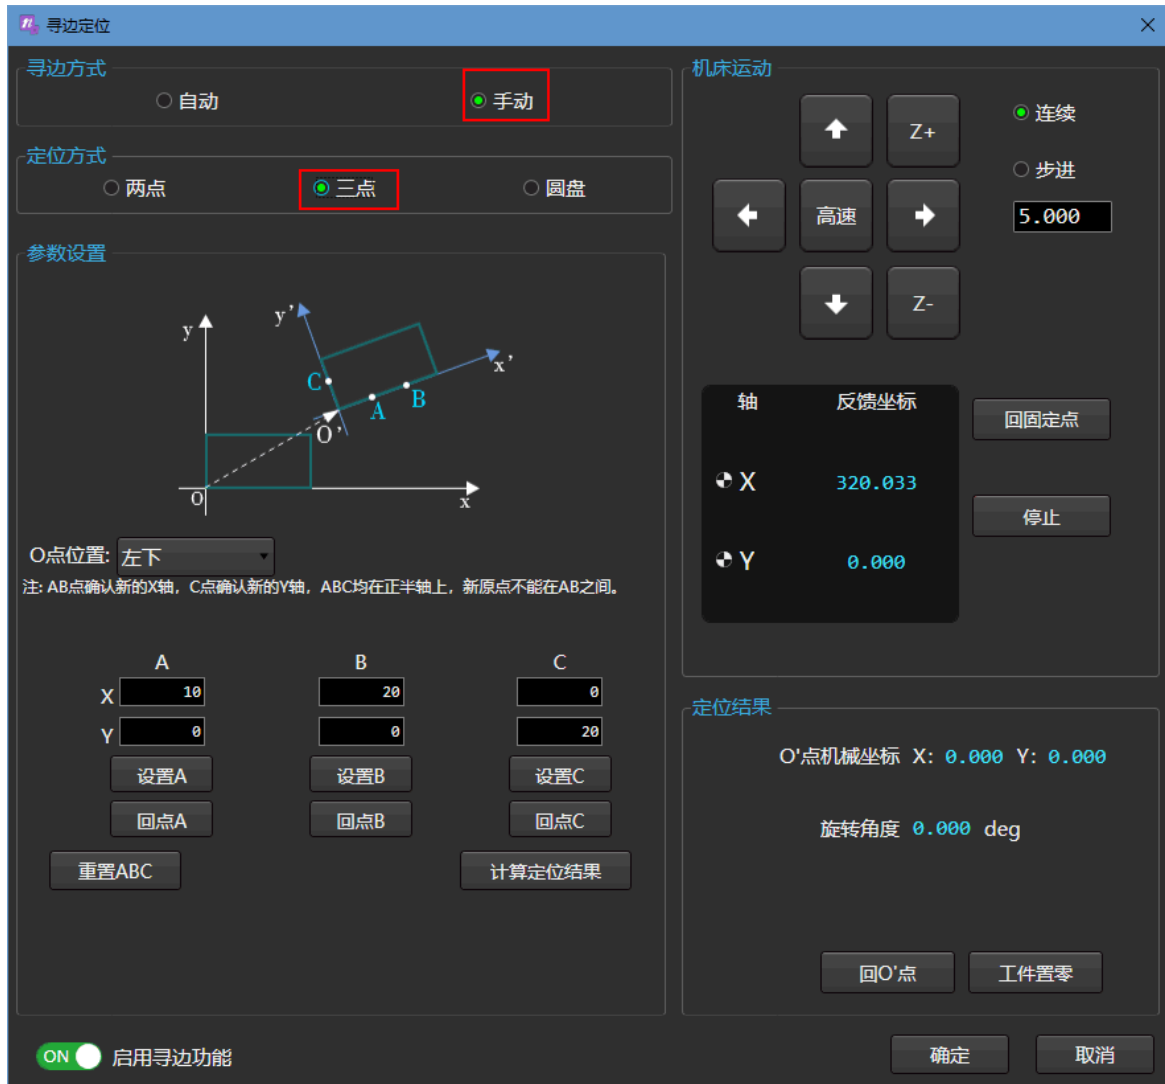 寻边定位
寻边方式
自动 手动
定位方式
两点 三点 圆盘
参数设置
y y' x'
C A B
O'
O x
O点位置: 左下
注: AB点确认新的X轴，C点确认新的Y轴，ABC均在正半轴上，新原点不能在AB之间。
A B C
X 10 20 0
Y 0 0 20
设置A 设置B 设置C
回点A 回点B 回点C
重置ABC 计算定位结果
机床运动
Z+ 连续
步进
高速 5.000
Z-
轴 反馈坐标
回固定点
X 320.033
停止
Y 0.000
定位结果
O'点机械坐标 X: 0.000 Y: 0.000
旋转角度 0.000 deg
回O'点 工件置零
ON 启用寻边功能
确定 取消